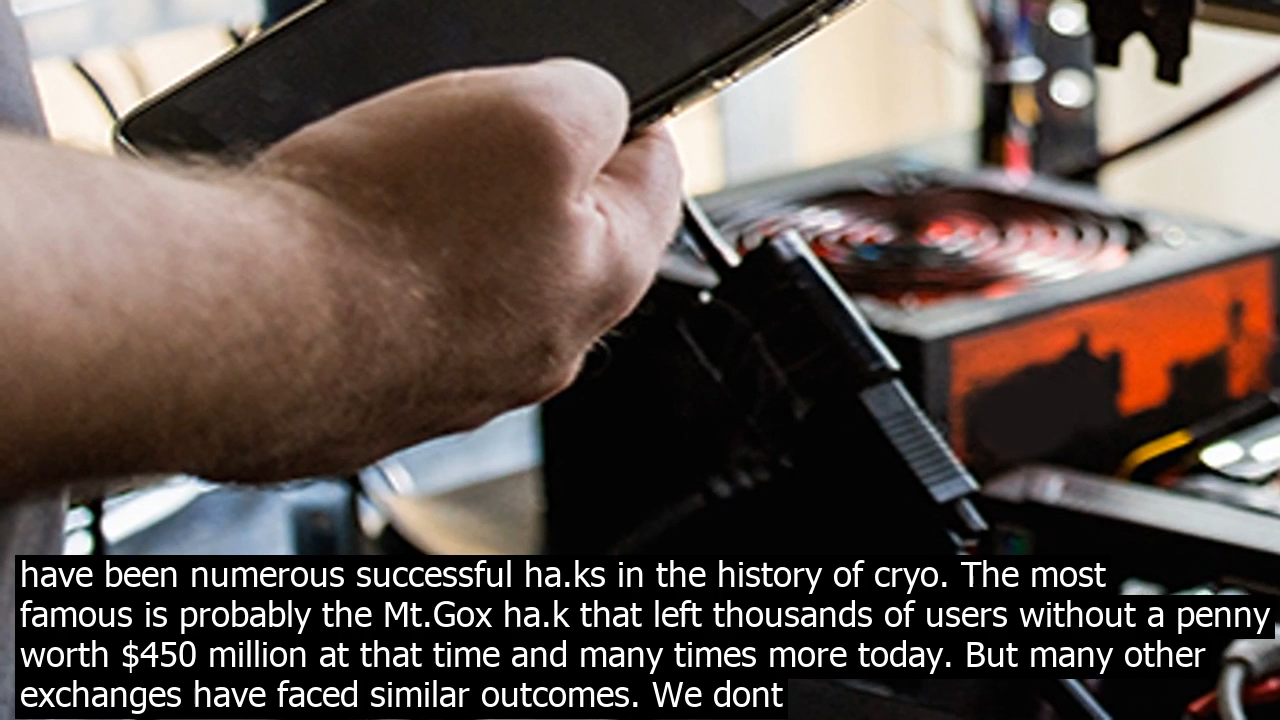 have been numerous successful ha.ks in the history of cryo. The most
famous is probably the Mt.Gox ha.k that left thousands of users without a penny
worth $450 million at that time and many times more today. But many other
exchanges have faced similar outcomes. We dont